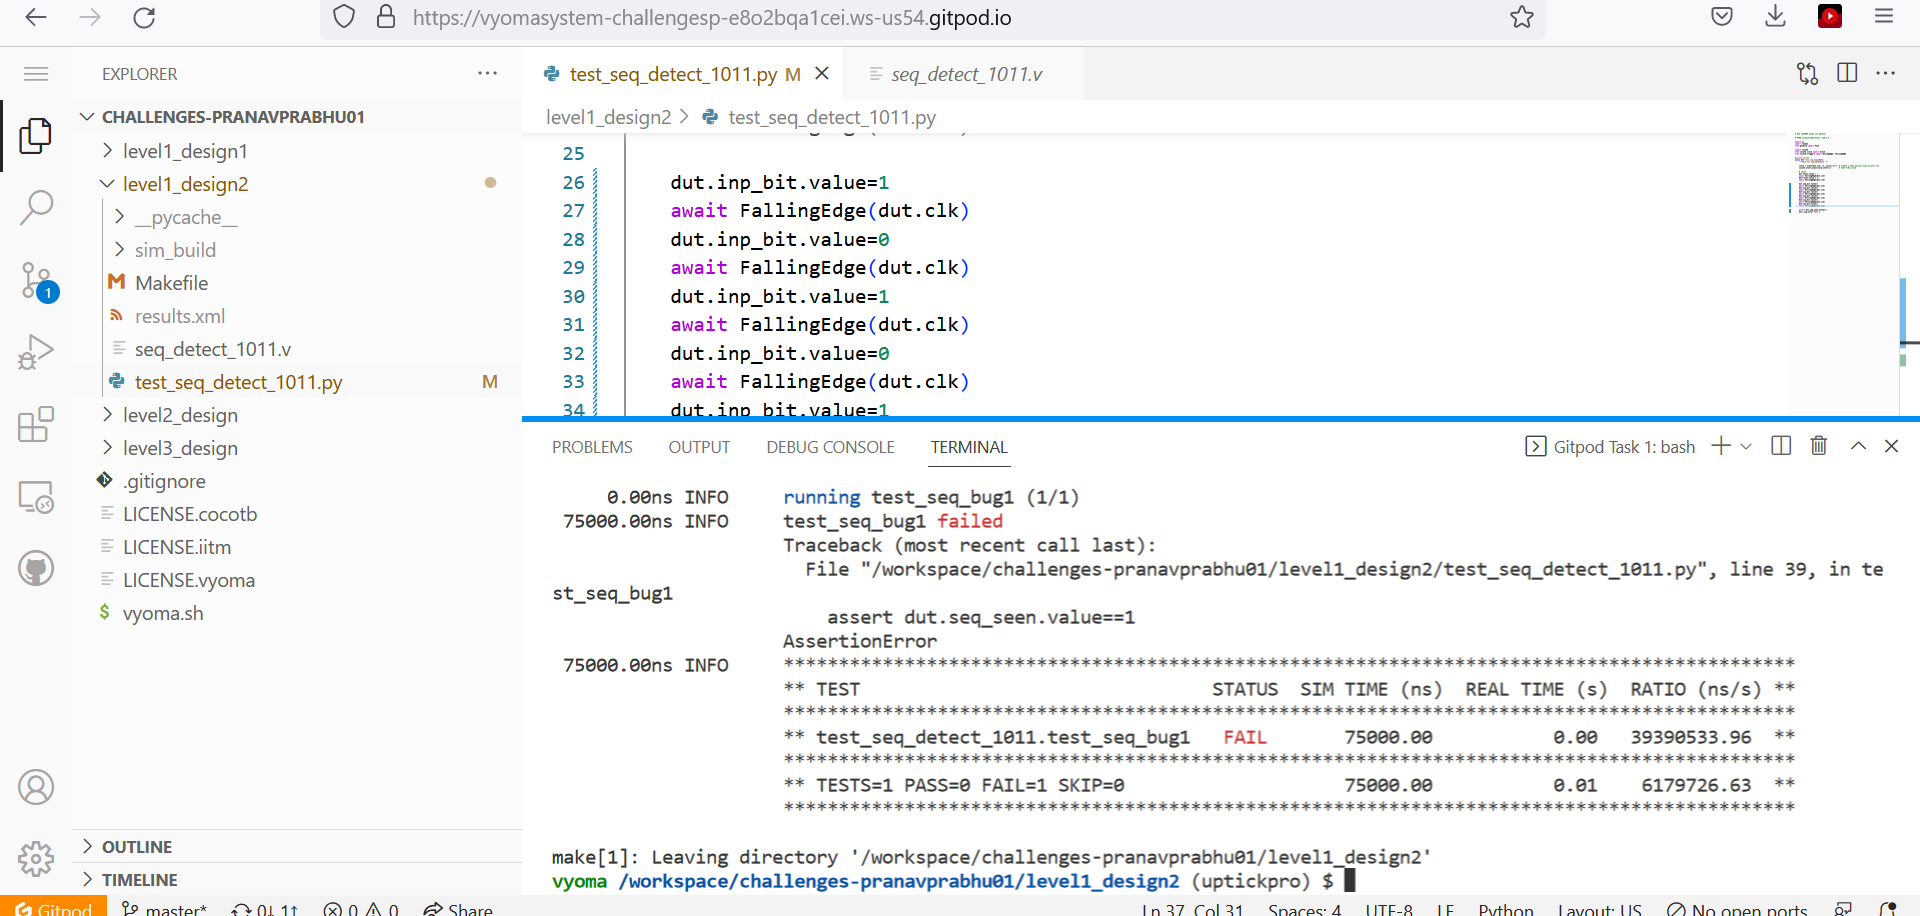 https://vyomasystem-challengesp-e8o2bqa1cei.ws-us54.gitpod.io
EXPLORER
CHALLENGES-PRANAVPRABHU01
level1_design1
level1_design2
__pycache__
sim_build
Makefile
results.xml
seq_detect_1011.v
test_seq_detect_1011.py M
level2_design
level3_design
.gitignore
LICENSE.cocotb
LICENSE.iitm
LICENSE.vyoma
$ vyoma.sh
1
OUTLINE
TIMELINE
test_seq_detect_1011.py M
seq_detect_1011.v
level1_design2 > test_seq_detect_1011.py
25
26 dut.inp_bit.value=1
27 await FallingEdge(dut.clk)
28 dut.inp_bit.value=0
29 await FallingEdge(dut.clk)
30 dut.inp_bit.value=1
31 await FallingEdge(dut.clk)
32 dut.inp_bit.value=0
33 await FallingEdge(dut.clk)
34 dut.inp_bit.value=1
PROBLEMS OUTPUT DEBUG CONSOLE TERMINAL
Gitpod Task 1: bash
0.00ns INFO running test_seq_bug1 (1/1)
75000.00ns INFO test_seq_bug1 failed
Traceback (most recent call last):
File "/workspace/challenges-pranavprabhu01/level1_design2/test_seq_detect_1011.py", line 39, in te
st_seq_bug1
assert dut.seq_seen.value==1
AssertionError
75000.00ns INFO ********************************************************************************************
** TEST STATUS SIM TIME (ns) REAL TIME (s) RATIO (ns/s) **
********************************************************************************************
** test_seq_detect_1011.test_seq_bug1 FAIL 75000.00 0.00 39390533.96 **
********************************************************************************************
** TESTS=1 PASS=0 FAIL=1 SKIP=0 75000.00 0.01 6179726.63 **
********************************************************************************************
make[1]: Leaving directory '/workspace/challenges-pranavprabhu01/level1_design2'
vyoma /workspace/challenges-pranavprabhu01/level1_design2 (uptickpro) $
Gitpod master* 0↓ 1↑ 0 0 Share Ln 37, Col 31 Spaces: 4 UTF-8 LF Python Layout: US No open ports